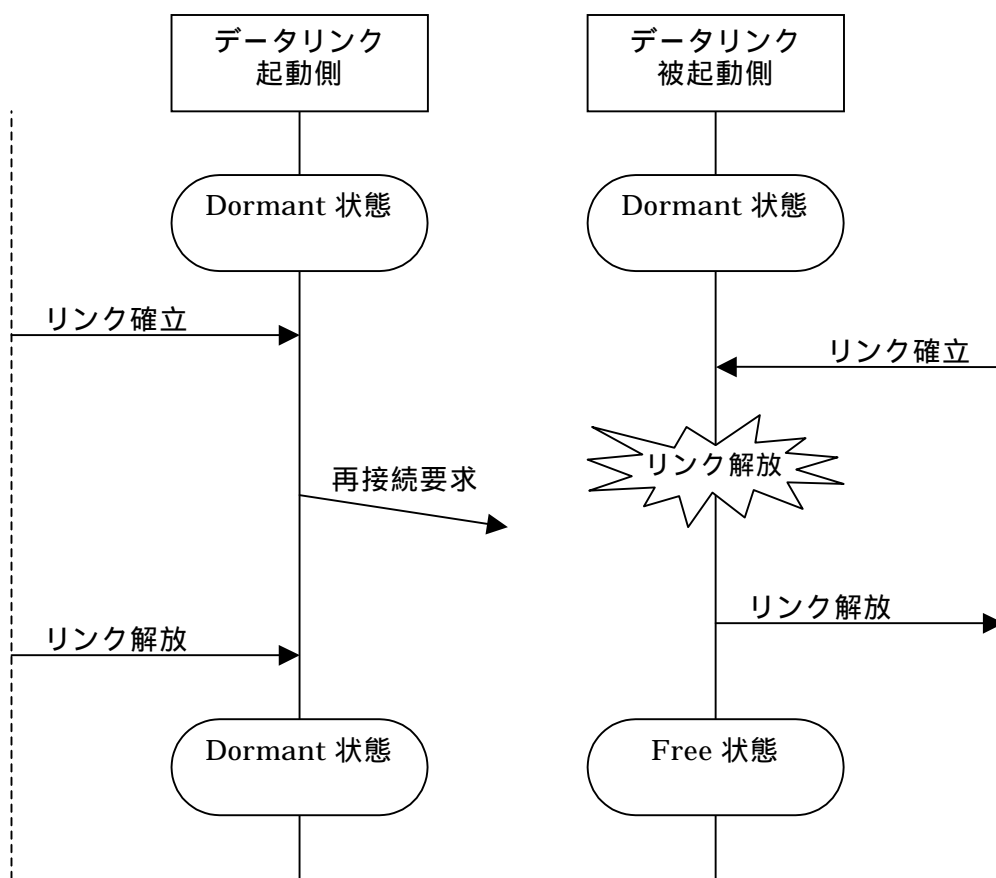 データリンク
起動側
データリンク
被起動側
Dormant 状態
Dormant 状態
リンク確立
リンク確立
リンク解放
再接続要求
リンク解放
リンク解放
Dormant 状態
Free 状態